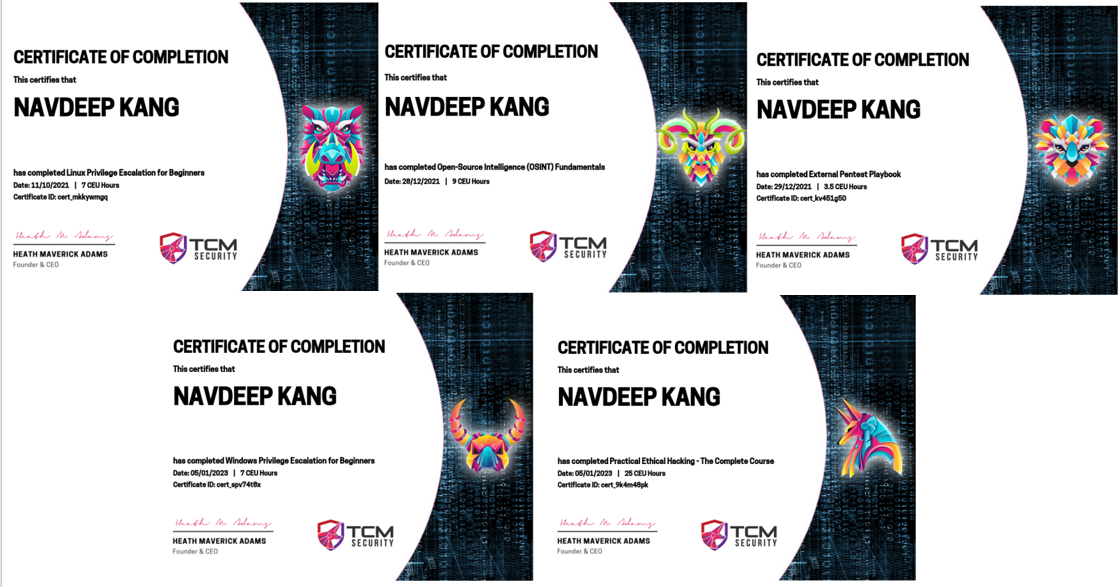 CERTIFICATE OF COMPLETION
This certifies that
NAVDEEP KANG
has completed Linux Privilege Escalation for Beginners
Date: 11/10/2021 | 7 CEU Hours
Certificate ID: cert_mkkywmgq
Heath M Adams
HEATH MAVERICK ADAMS
Founder & CEO
TCM
SECURITY
CERTIFICATE OF COMPLETION
This certifies that
NAVDEEP KANG
has completed Open-Source Intelligence (OSINT) Fundamentals
Date: 28/12/2021 | 9 CEU Hours
Heath M Adams
HEATH MAVERICK ADAMS
Founder & CEO
TCM
SECURITY
CERTIFICATE OF COMPLETION
This certifies that
NAVDEEP KANG
has completed External Pentest Playbook
Date: 29/12/2021 | 3.5 CEU Hours
Certificate ID: cert_kv451g50
Heath M Adams
HEATH MAVERICK ADAMS
Founder & CEO
TCM
SECURITY
CERTIFICATE OF COMPLETION
This certifies that
NAVDEEP KANG
has completed Windows Privilege Escalation for Beginners
Date: 05/01/2023 | 7 CEU Hours
Certificate ID: cert_spv74t8x
Heath M Adams
HEATH MAVERICK ADAMS
Founder & CEO
TCM
SECURITY
CERTIFICATE OF COMPLETION
This certifies that
NAVDEEP KANG
has completed Practical Ethical Hacking - The Complete Course
Date: 05/01/2023 | 25 CEU Hours
Certificate ID: cert_9k4m48pk
Heath M Adams
HEATH MAVERICK ADAMS
Founder & CEO
TCM
SECURITY